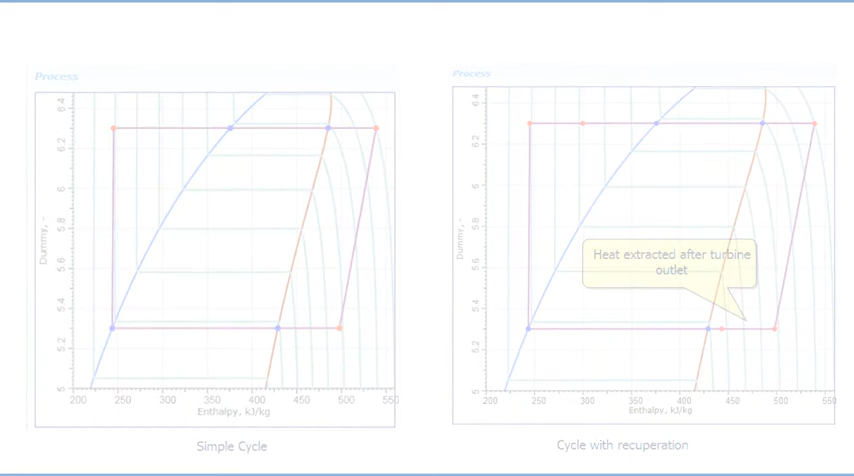 Process
Process
6.4
6.2
6
5.8
5.6
5.4
5.2
5
Dummy, -
200 250 300 350 400 450 500 550
Enthalpy, kJ/kg
6.4
6.2
6
5.8
5.6
5.4
5.2
5
Dummy, -
200 250 300 350 400 450 500 550
Enthalpy, kJ/kg
Heat extracted after turbine
outlet
Simple Cycle
Cycle with recuperation